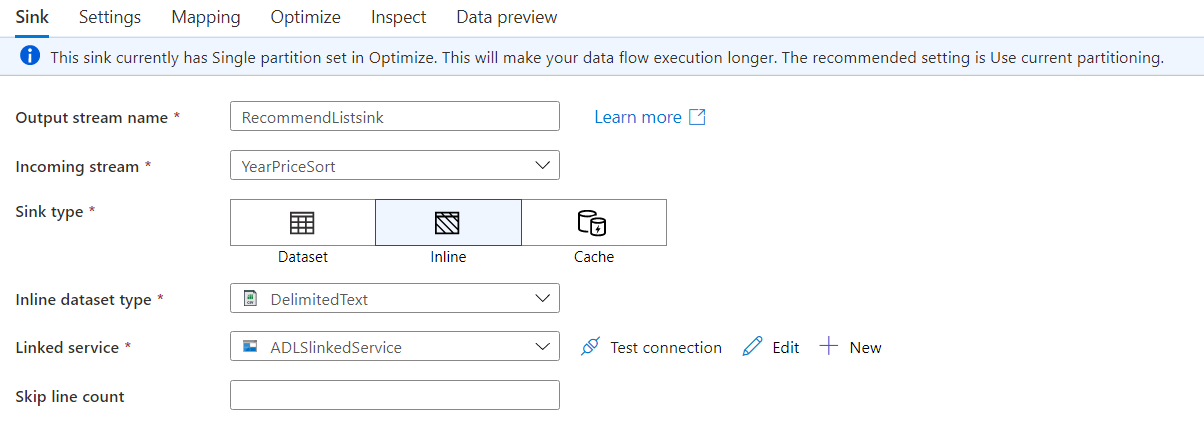 Sink Settings Mapping Optimize Inspect Data preview
This sink currently has Single partition set in Optimize. This will make your data flow execution longer. The recommended setting is Use current partitioning.
Output stream name * RecommendListsink Learn more
Incoming stream * YearPriceSort
Sink type *
Dataset Inline Cache
Inline dataset type * DelimitedText
Linked service * ADLSlinkedService Test connection Edit New
Skip line count